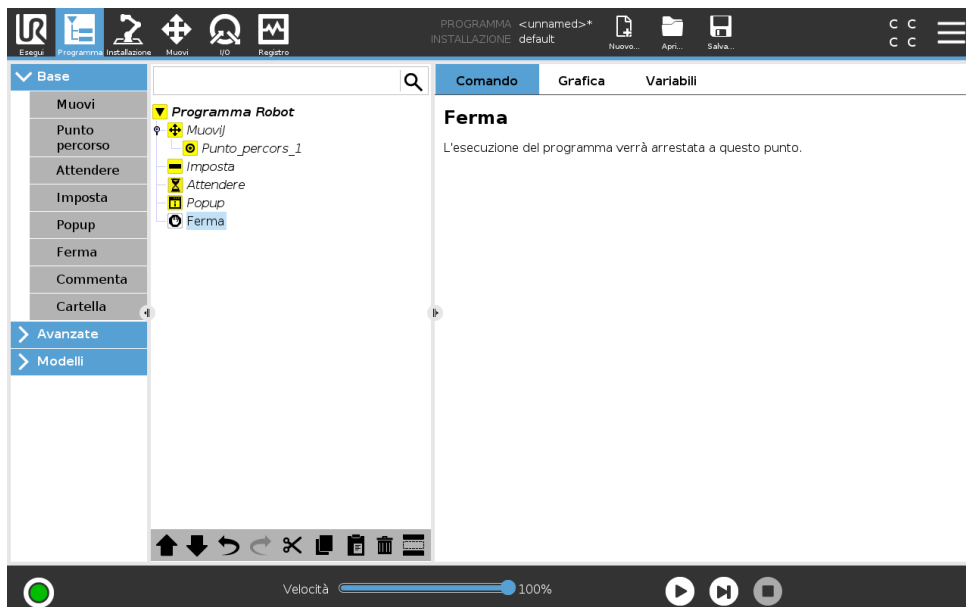 PROGRAMMA <unnamed>*
INSTALLAZIONE default
UR
Esegui
Programma
Installazione
Muovi
I/O
Registro
Nuovo...
Apri...
Salva...
C C
C C
Base
Muovi
Punto
percorso
Attendere
Imposta
Popup
Ferma
Commenta
Cartella
Avanzate
Modelli
Programma Robot
MuoviJ
Punto_percors_1
Imposta
Attendere
Popup
Ferma
Comando
Grafica
Variabili
Ferma
L'esecuzione del programma verrà arrestata a questo punto.
Velocità
100%